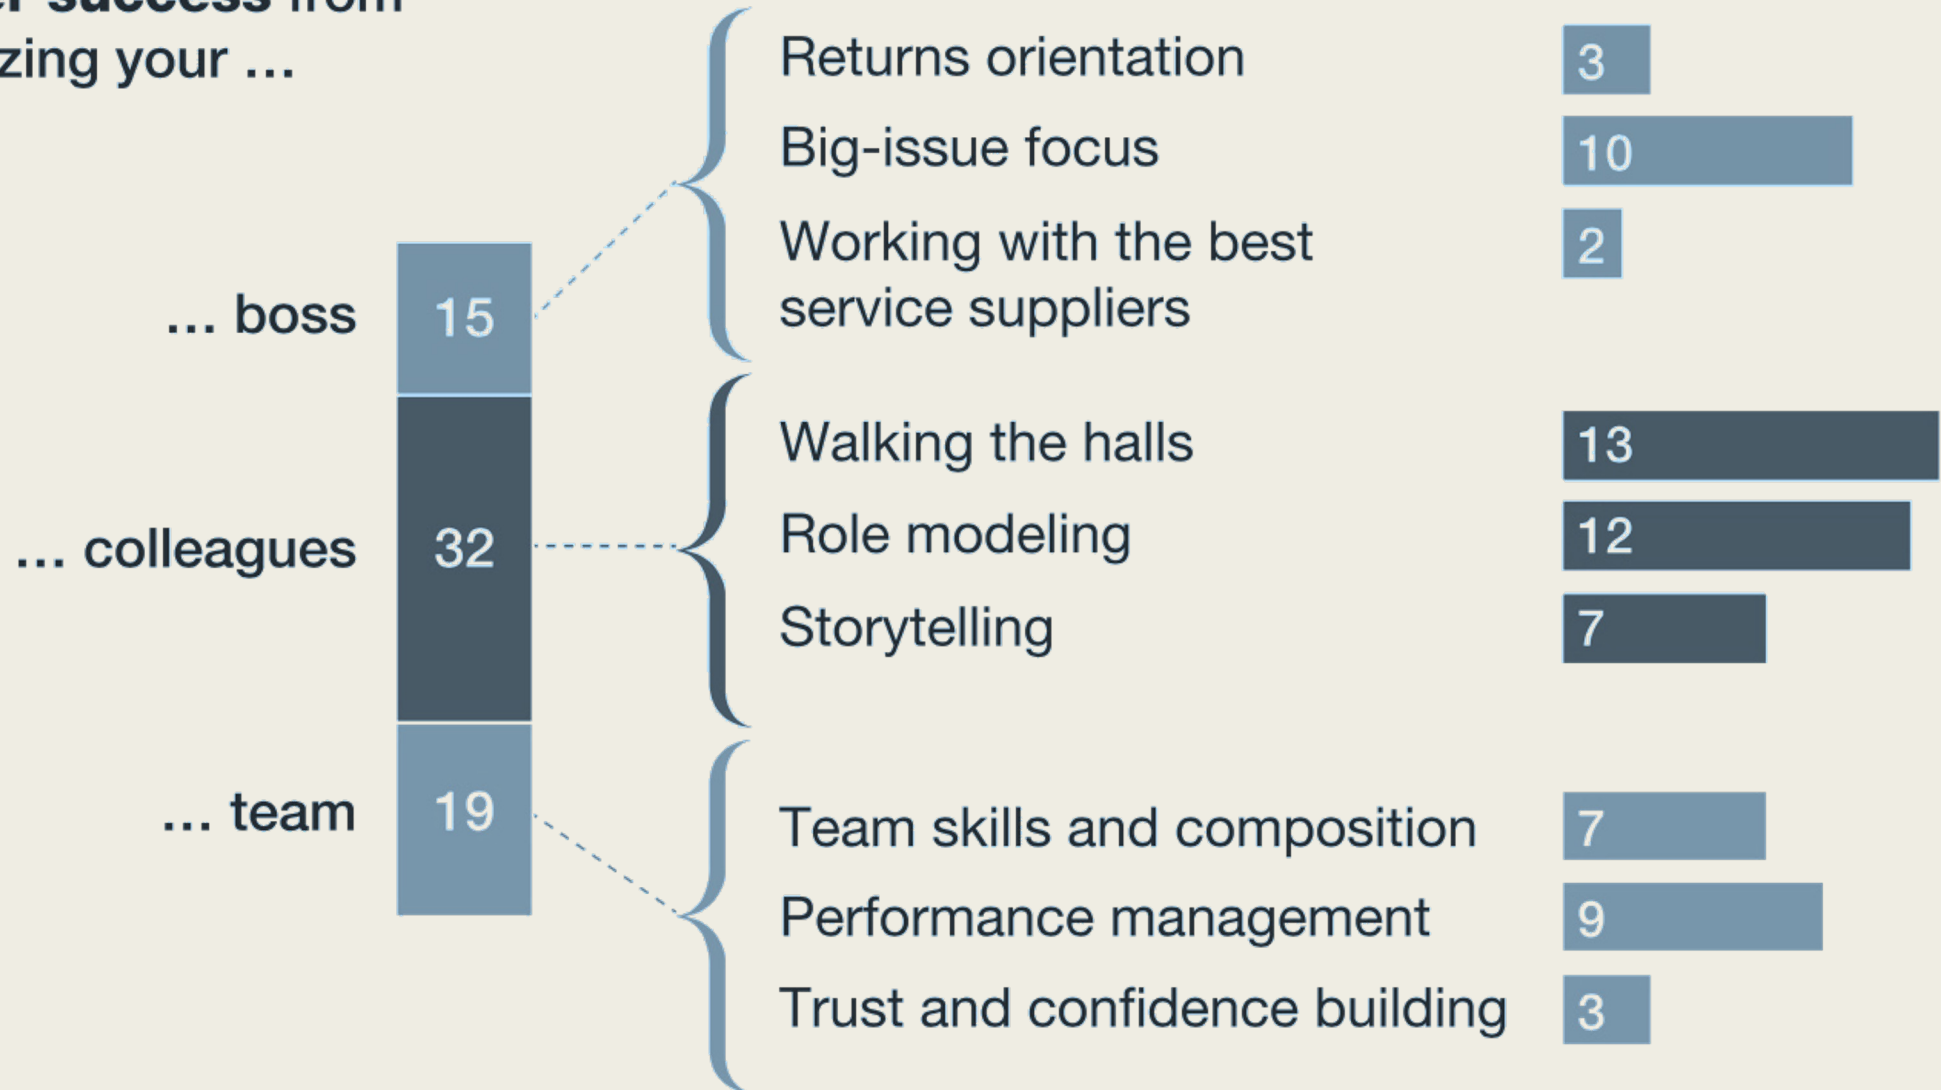 success from
zing your ...
... boss
15
Returns orientation
3
Big-issue focus
10
Working with the best
service suppliers
2
... colleagues
32
Walking the halls
13
Role modeling
12
Storytelling
7
... team
19
Team skills and composition
7
Performance management
9
Trust and confidence building
3